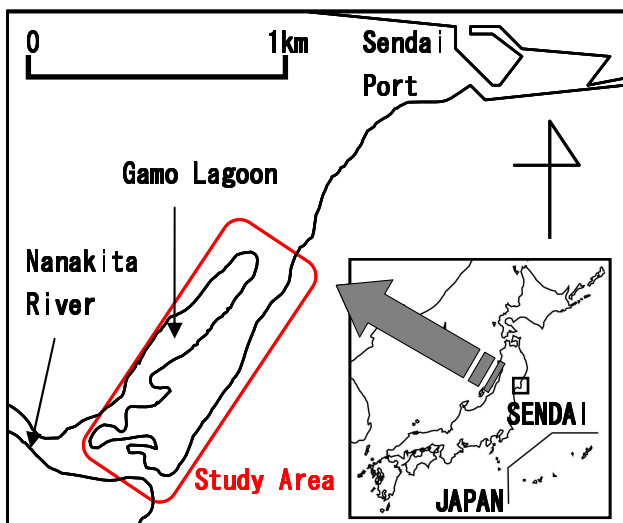 0
1km
Sendai
Port
Gamo Lagoon
Nanakita
River
Study Area
SENDAI
JAPAN